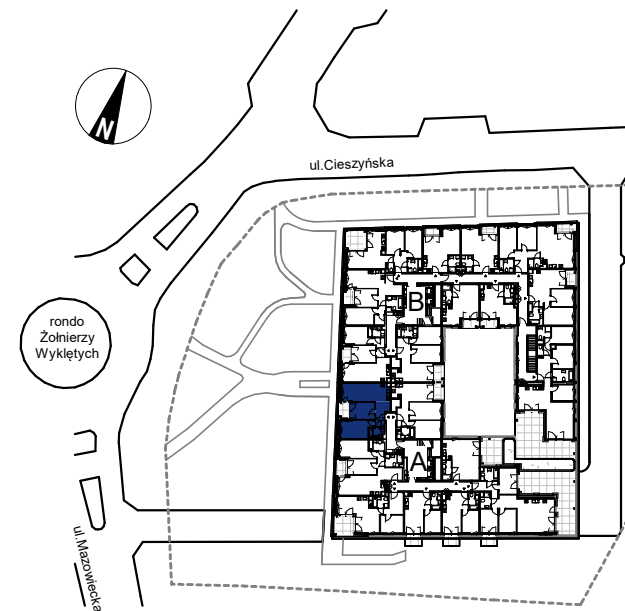 N
ul.Cieszyńska
B
rondo
Żołnierzy
Wyklętych
A
ul.Mazowiecka